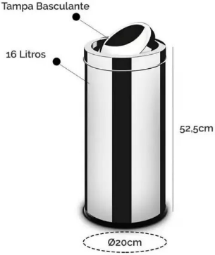 Tampa Basculante
16 Litros
52,5cm
Ø20cm